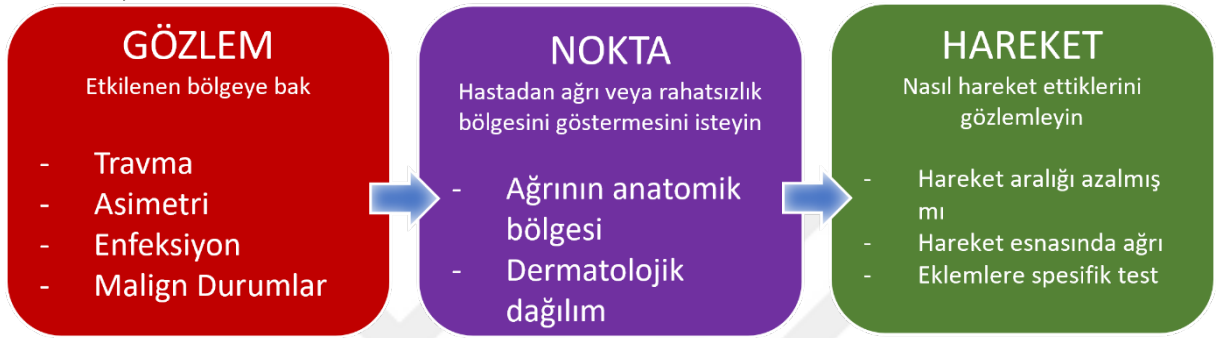 GÖZLEM
Etkilenen bölgeye bak
- Travma
- Asimetri
- Enfeksiyon
- Malign Durumlar
NOKTA
Hastadan ağrı veya rahatsızlık
bölgesini göstermesini isteyin
- Ağrının anatomik
bölgesi
- Dermatolojik
dağılım
HAREKET
Nasıl hareket ettiklerini
gözlemleyin
- Hareket aralığı azalmış
mı
- Hareket esnasında ağrı
- Eklemlere spesifik test